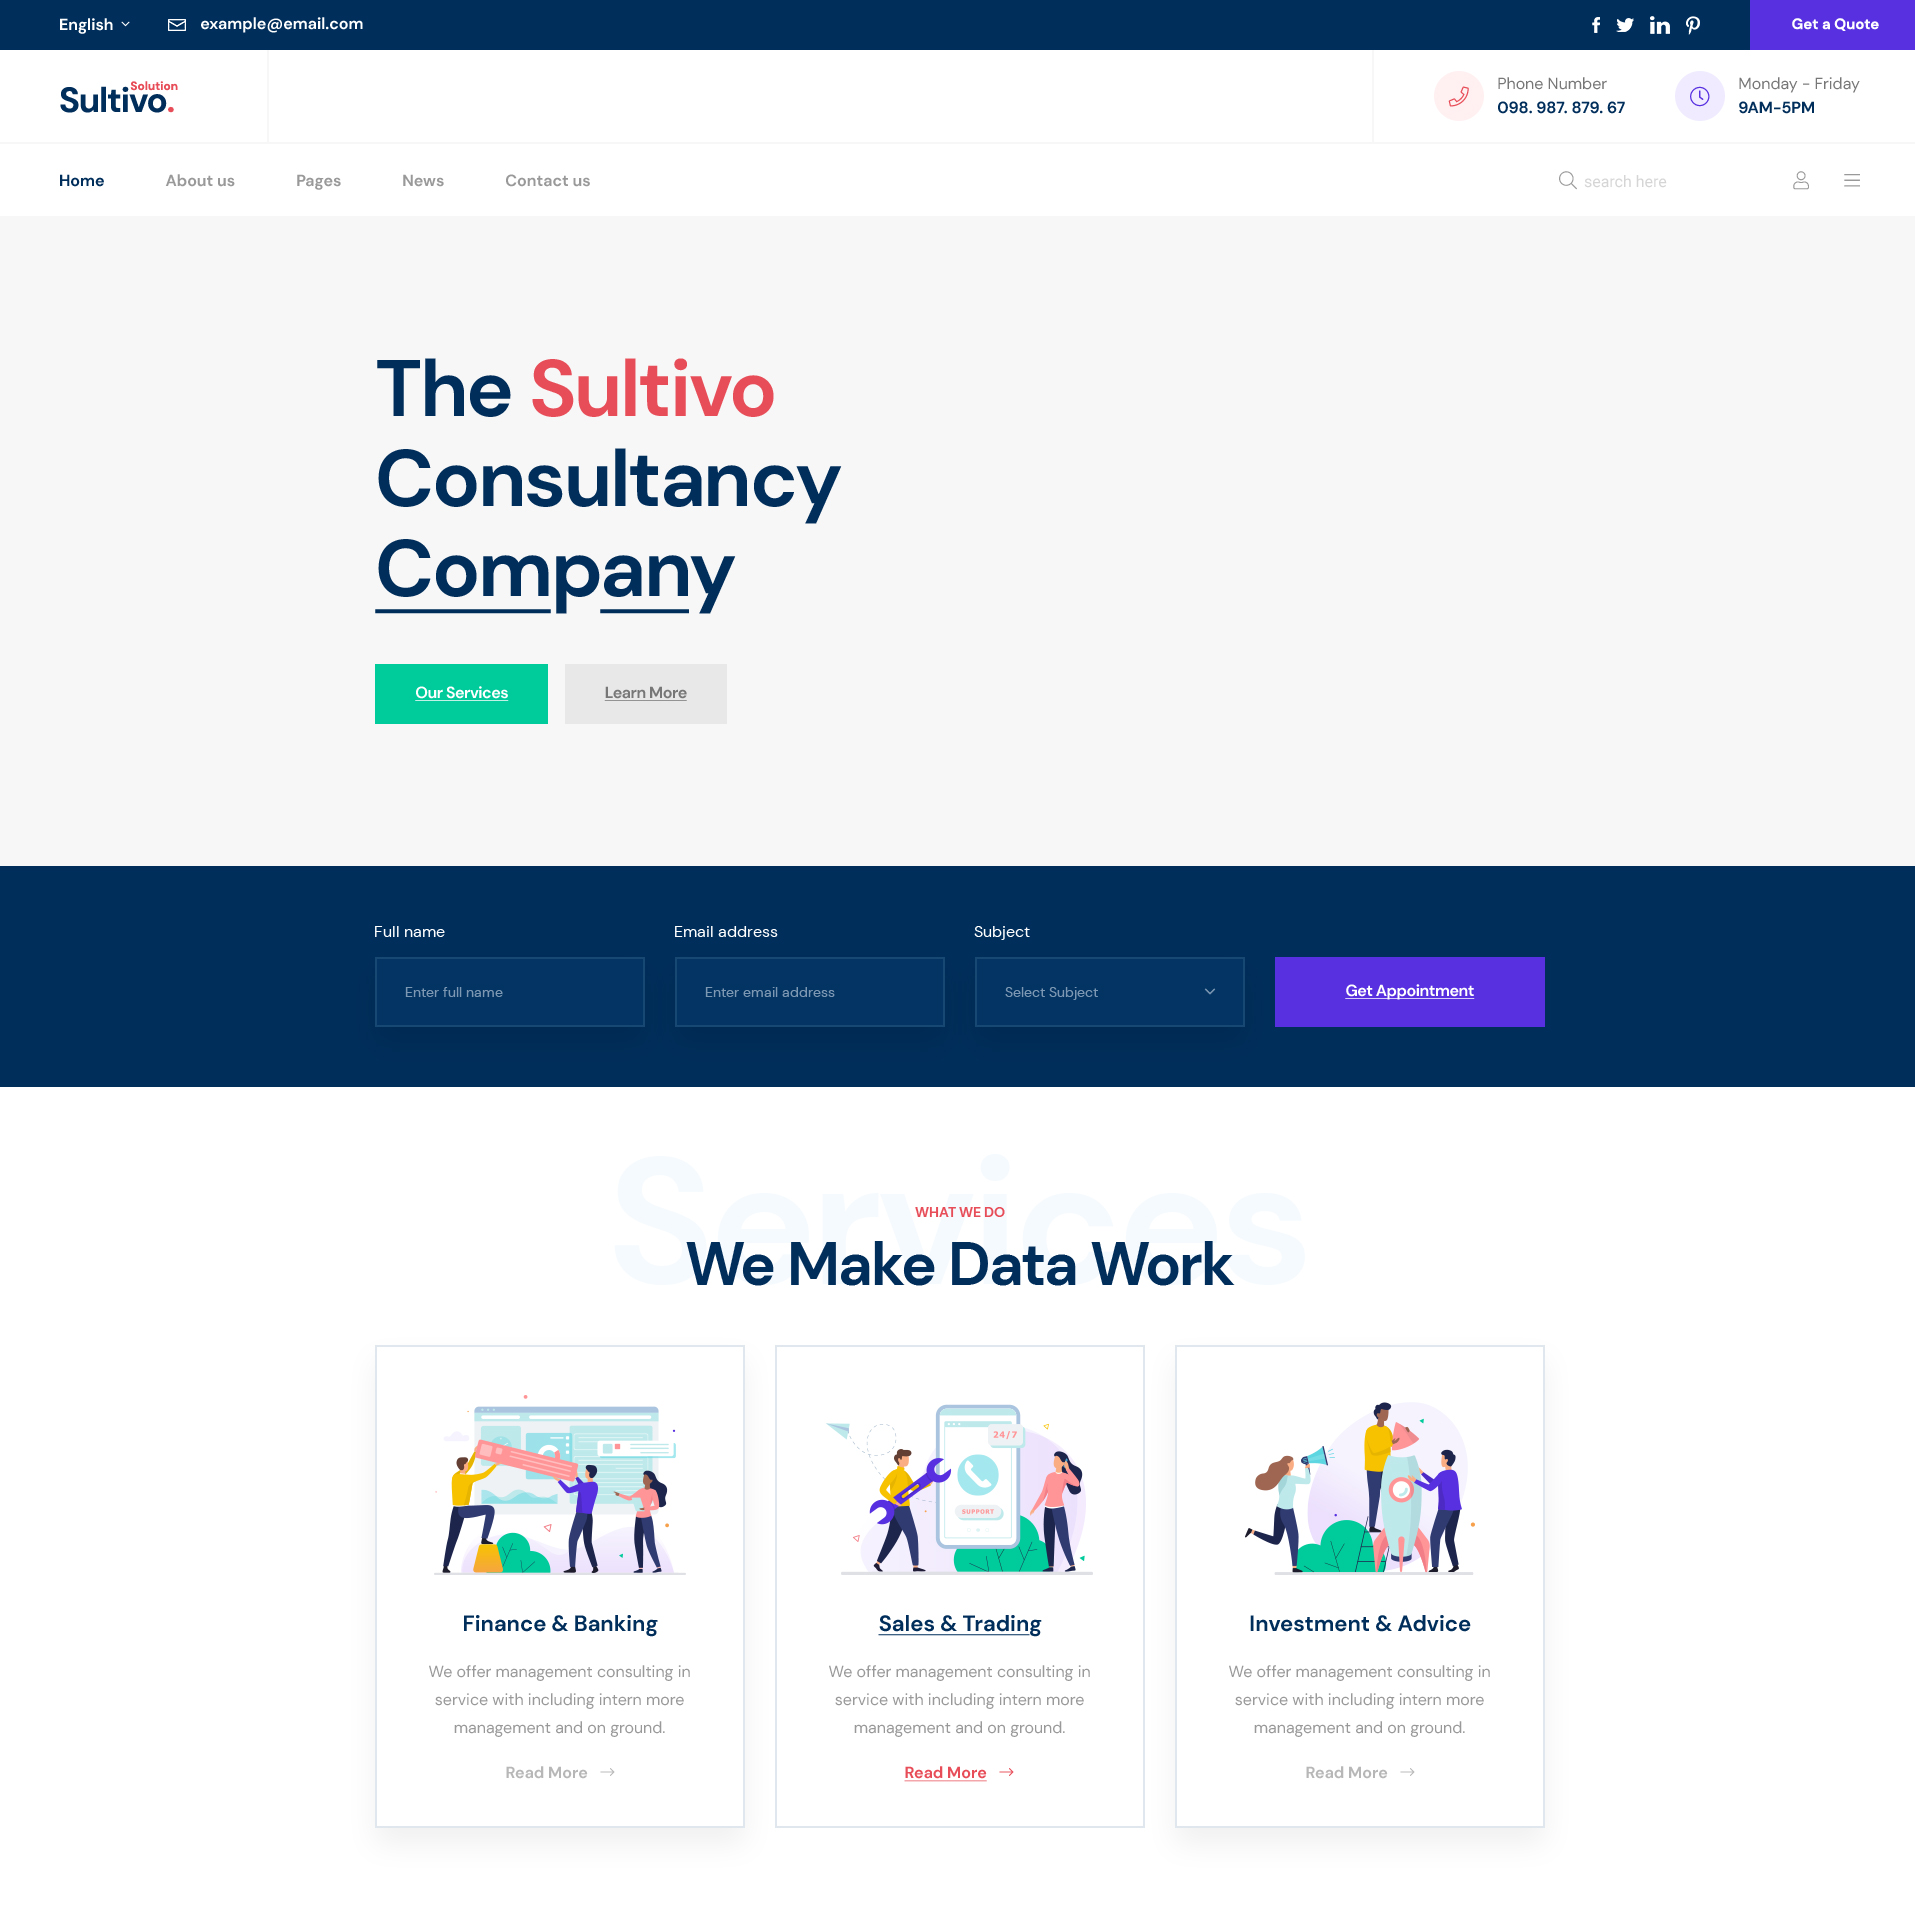 English
example@email.com
Get a Quote
Solution
Sultivo.
Phone Number
098. 987. 879. 67
Monday - Friday
9AM-5PM
Home
About us
Pages
News
Contact us
search here
The Sultivo
Consultancy
Company
Our Services
Learn More
Full name
Email address
Subject
Enter full name
Enter email address
Select Subject
Get Appointment
Services
WHAT WE DO
We Make Data Work
24/7
SUPPORT
Finance & Banking
We offer management consulting in
service with including intern more
management and on ground.
Read More
Sales & Trading
We offer management consulting in
service with including intern more
management and on ground.
Read More
Investment & Advice
We offer management consulting in
service with including intern more
management and on ground.
Read More